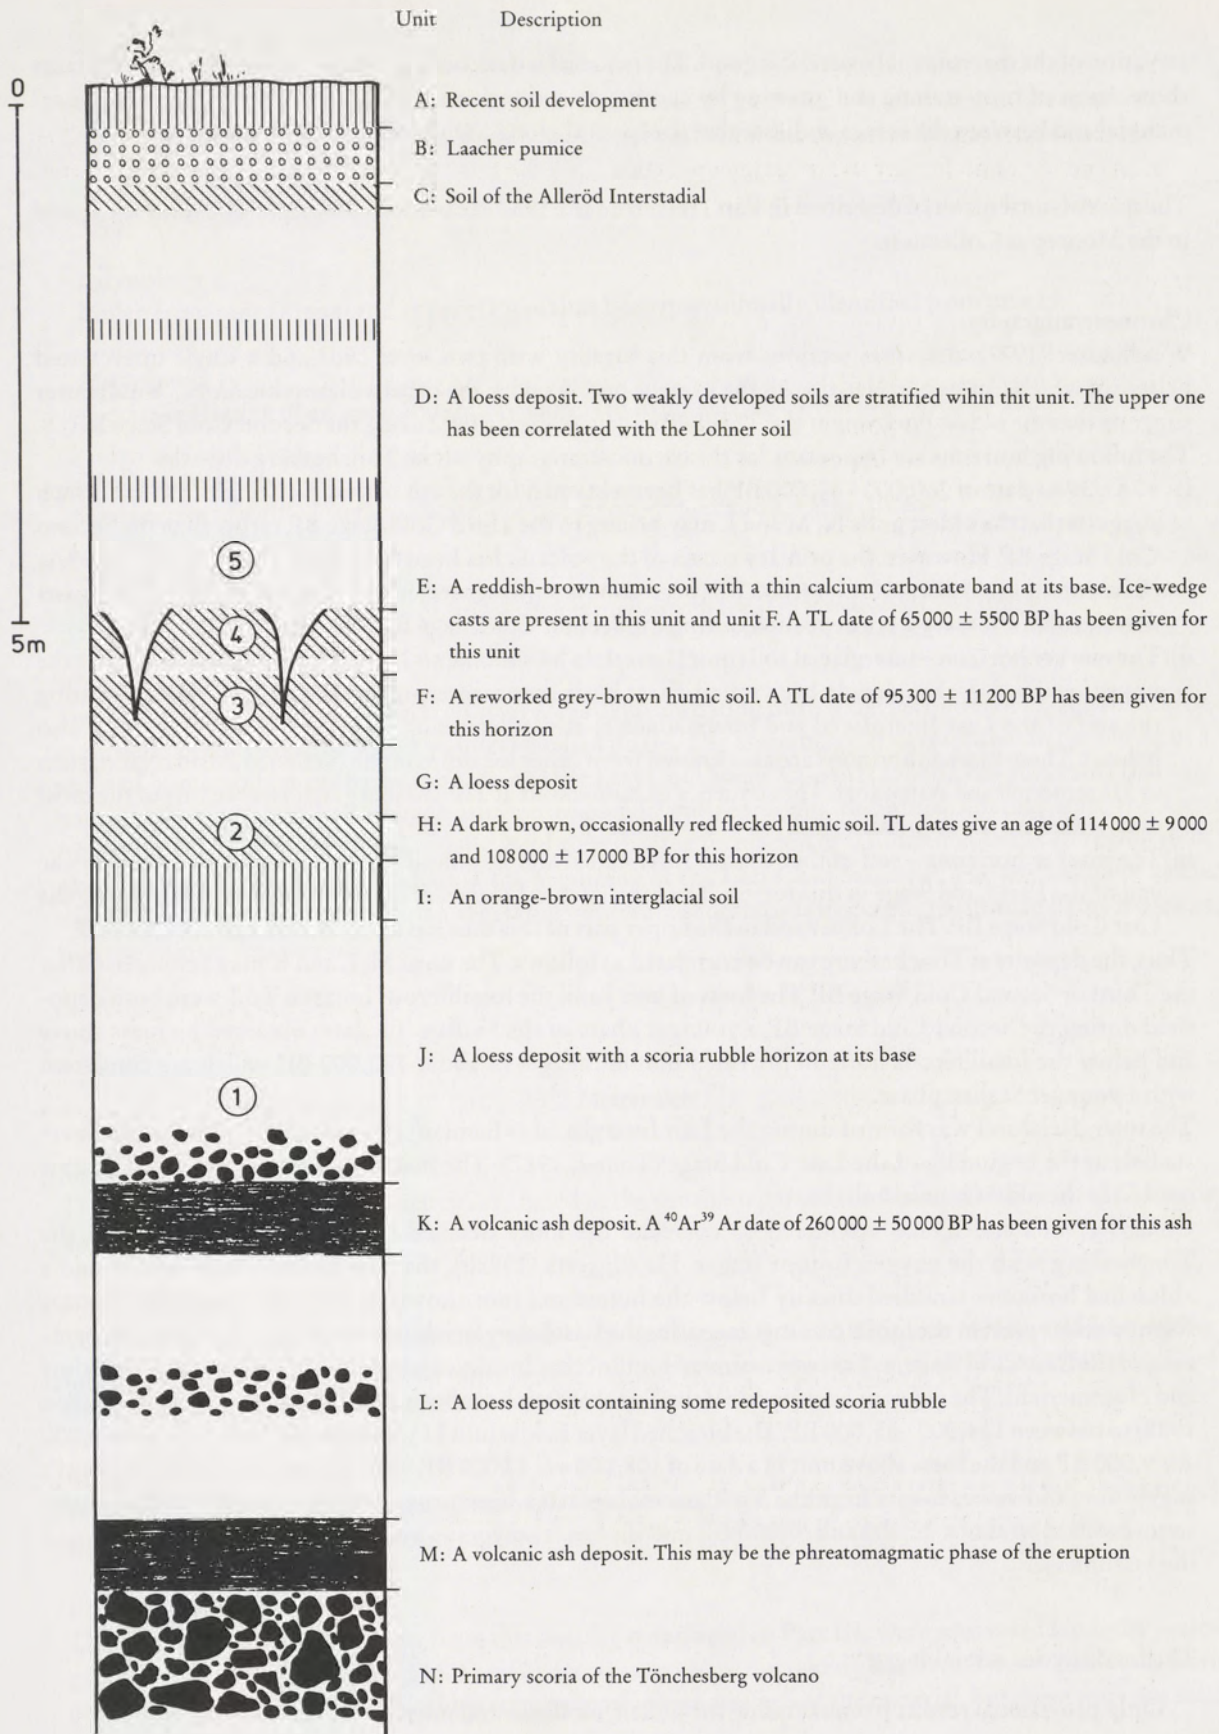 Unit Description
0
A: Recent soil development
B: Laacher pumice
C: Soil of the Alleröd Interstadial
D: A loess deposit. Two weakly developed soils are stratified wihin thit unit. The upper one
has been correlated with the Lohner soil
5
E: A reddish-brown humic soil with a thin calcium carbonate band at its base. Ice-wedge
casts are present in this unit and unit F. A TL date of 65 000 ± 5500 BP has been given for
this unit
4
5m
3
F: A reworked grey-brown humic soil. A TL date of 95 300 ± 11 200 BP has been given for
this horizon
G: A loess deposit
2
H: A dark brown, occasionally red flecked humic soil. TL dates give an age of 114 000 ± 9 000
and 108 000 ± 17 000 BP for this horizon
I: An orange-brown interglacial soil
J: A loess deposit with a scoria rubble horizon at its base
1
K: A volcanic ash deposit. A ⁴⁰Ar³⁹ Ar date of 260 000 ± 50 000 BP has been given for this ash
L: A loess deposit containing some redeposited scoria rubble
M: A volcanic ash deposit. This may be the phreatomagmatic phase of the eruption
N: Primary scoria of the Tönchesberg volcano